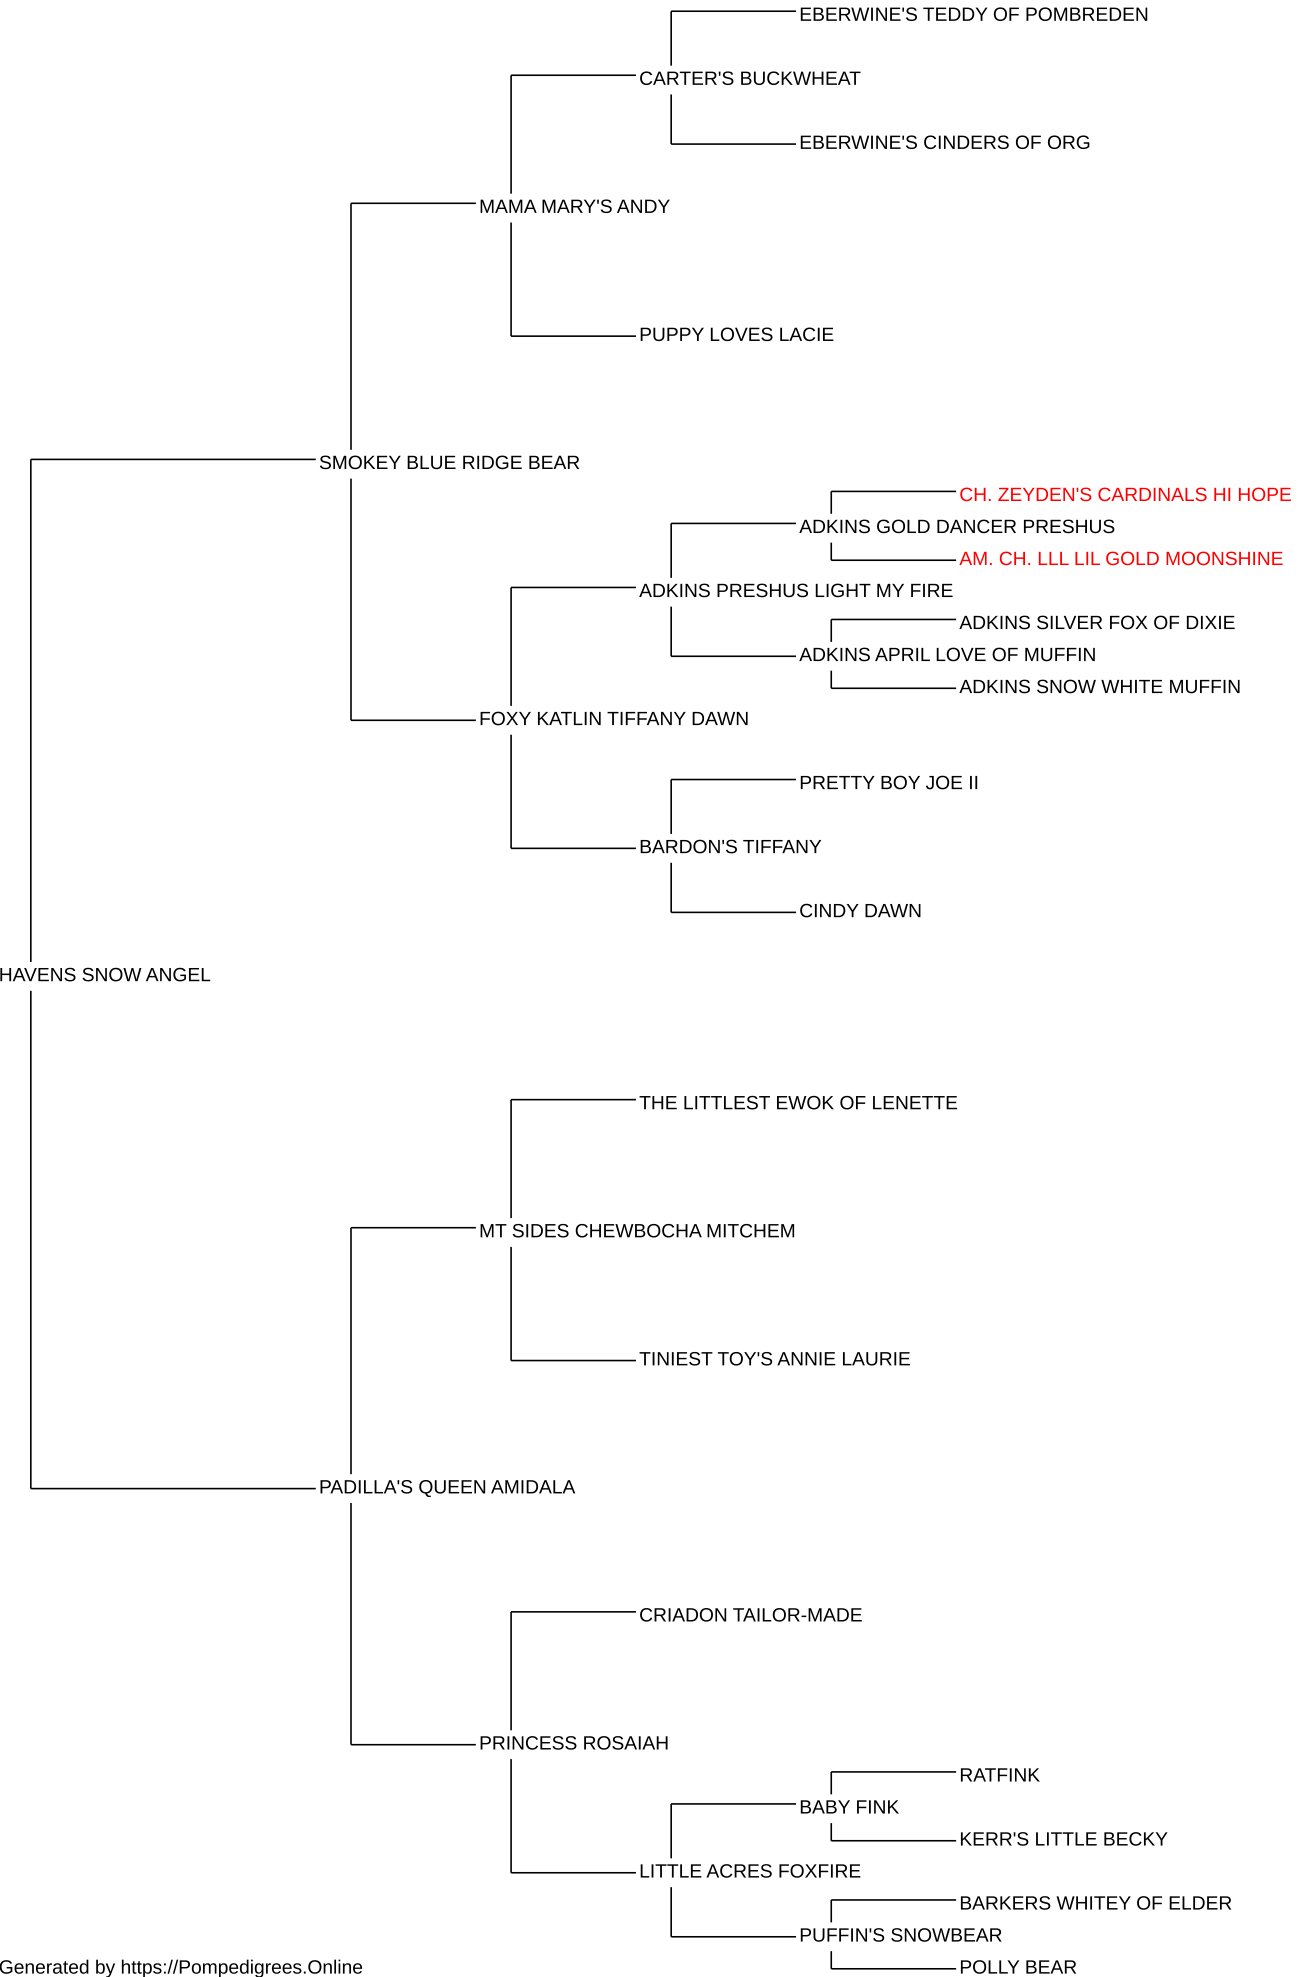 EBERWINE'S TEDDY OF POMBREDEN
CARTER'S BUCKWHEAT
EBERWINE'S CINDERS OF ORG
MAMA MARY'S ANDY
PUPPY LOVES LACIE
SMOKEY BLUE RIDGE BEAR
CH. ZEYDEN'S CARDINALS HI HOPE
ADKINS GOLD DANCER PRESHUS
AM. CH. LLL LIL GOLD MOONSHINE
ADKINS PRESHUS LIGHT MY FIRE
ADKINS SILVER FOX OF DIXIE
ADKINS APRIL LOVE OF MUFFIN
ADKINS SNOW WHITE MUFFIN
FOXY KATLIN TIFFANY DAWN
PRETTY BOY JOE II
BARDON'S TIFFANY
CINDY DAWN
HAVENS SNOW ANGEL
THE LITTLEST EWOK OF LENETTE
MT SIDES CHEWBOCHA MITCHEM
TINIEST TOY'S ANNIE LAURIE
PADILLA'S QUEEN AMIDALA
CRIADON TAILOR-MADE
PRINCESS ROSAIAH
RATFINK
BABY FINK
KERR'S LITTLE BECKY
LITTLE ACRES FOXFIRE
BARKERS WHITEY OF ELDER
PUFFIN'S SNOWBEAR
POLLY BEAR
Generated by https://Pompedigrees.Online